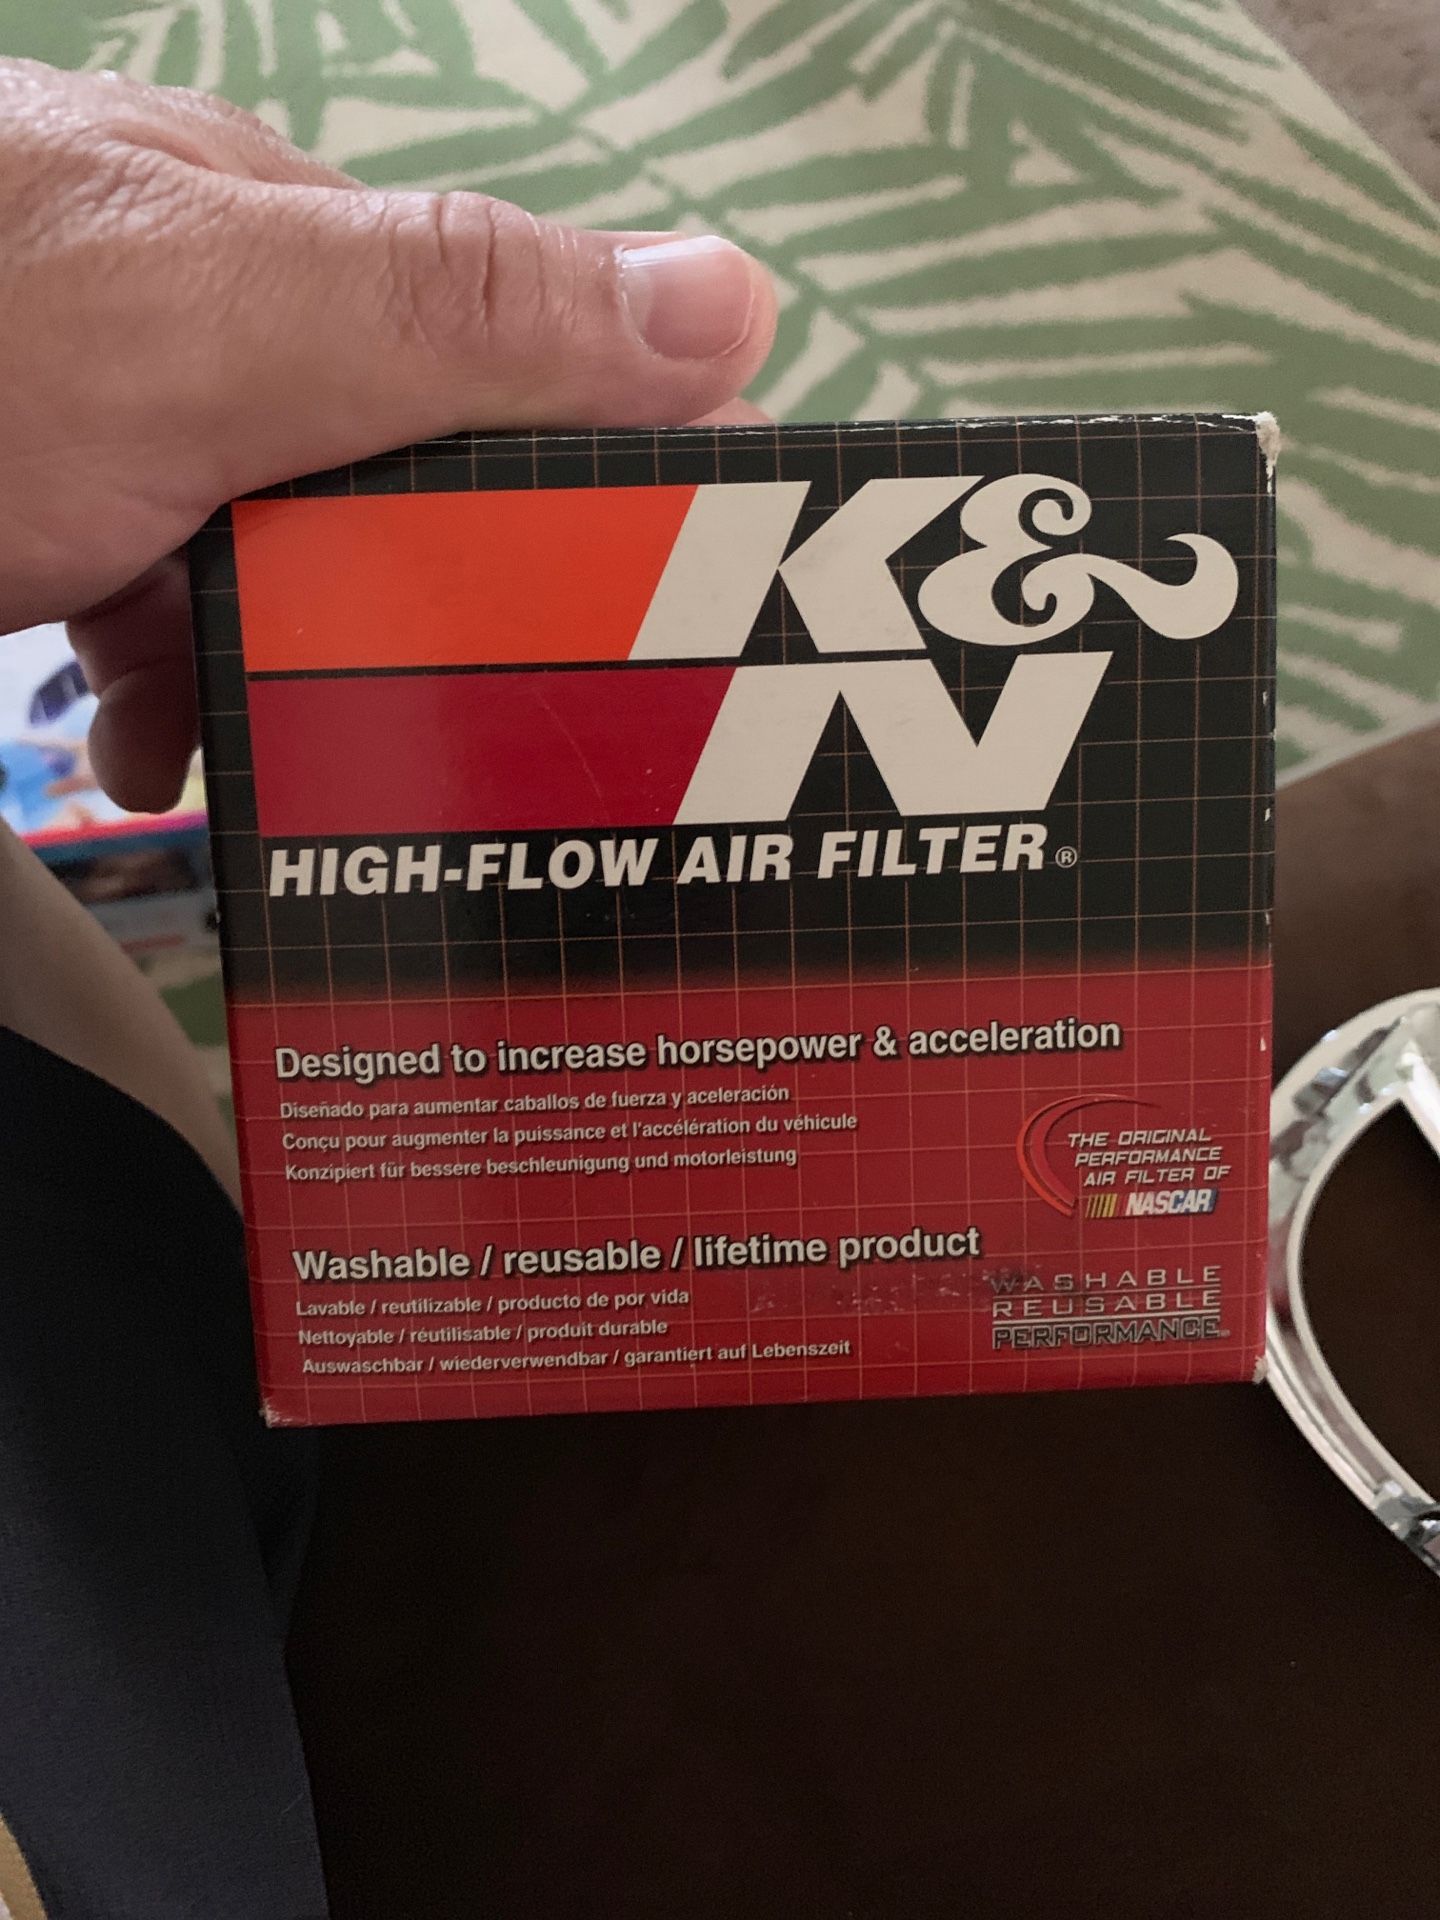 K&
N
HIGH-FLOW AIR FILTER®
Designed to increase horsepower & acceleration
Diseñado para aumentar caballos de fuerza y aceleración
Conçu pour augmenter la puissance et l'accélération du véhicule
Konzipiert für bessere beschleunigung und motorleistung
THE ORIGINAL
PERFORMANCE
AIR FILTER OF
NASCAR
Washable / reusable / lifetime product
Lavable / reutilizable / producto de por vida
Nettoyable / réutilisable / produit durable
Auswaschbar / wiederverwendbar / garantiert auf Lebenszeit
WASHABLE
REUSABLE
PERFORMANCE